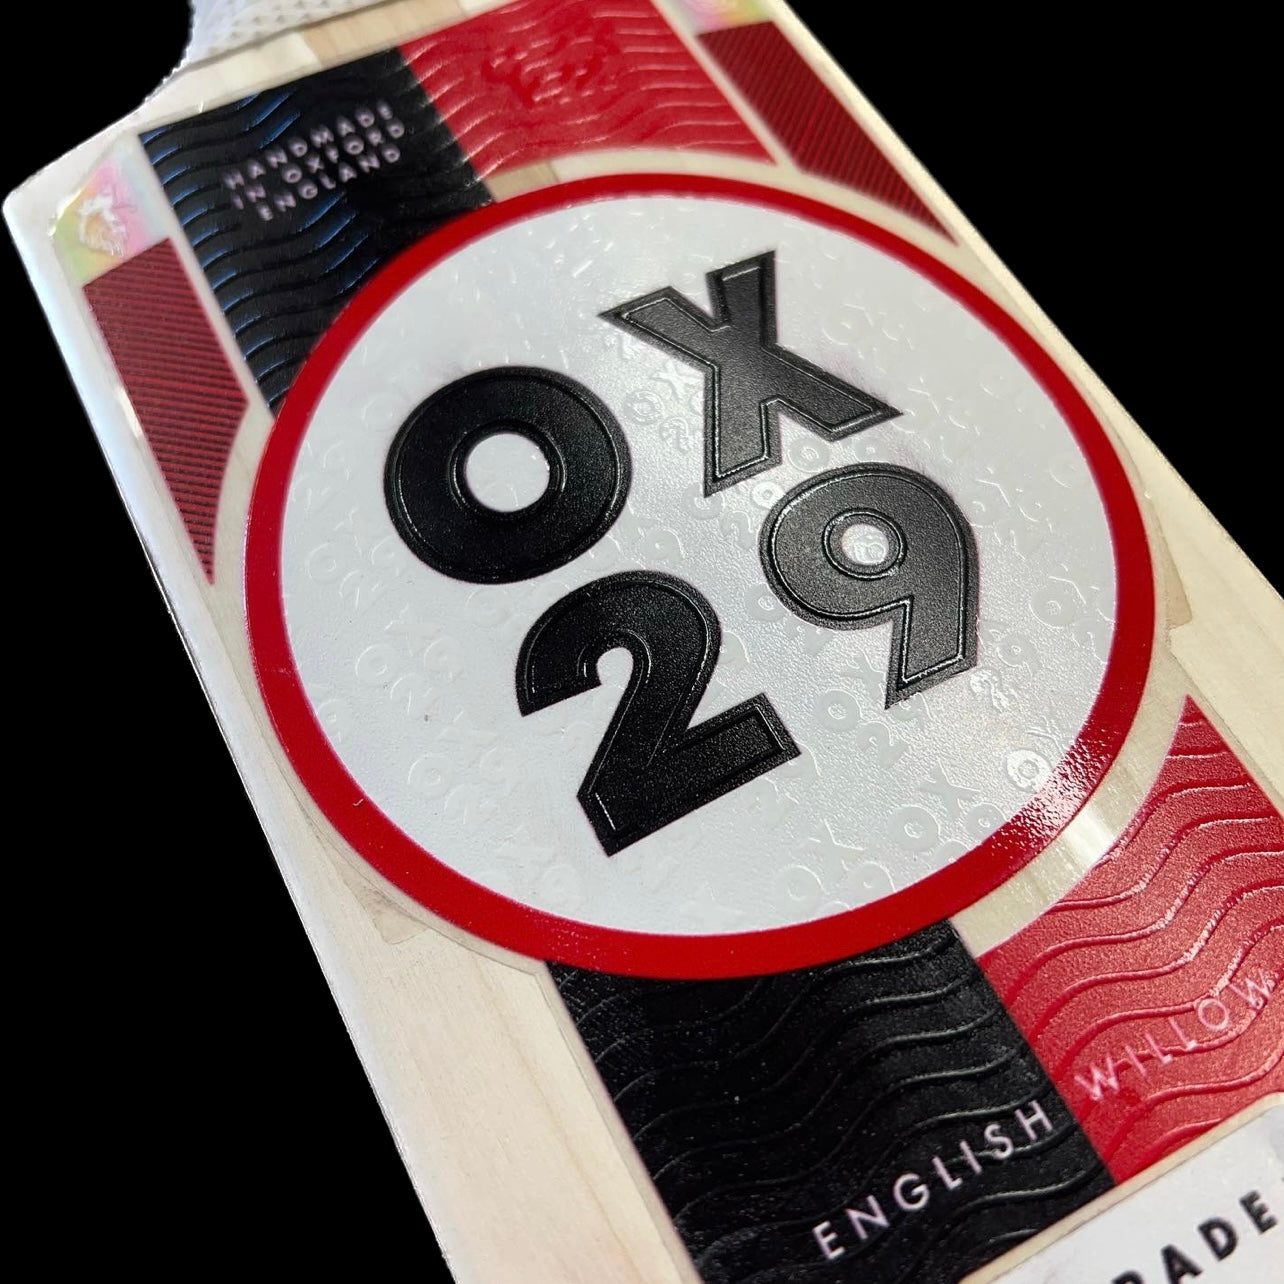 HANDMADE
IN OXFORD
ENGLAND
OX
29
ENGLISH WILLOW